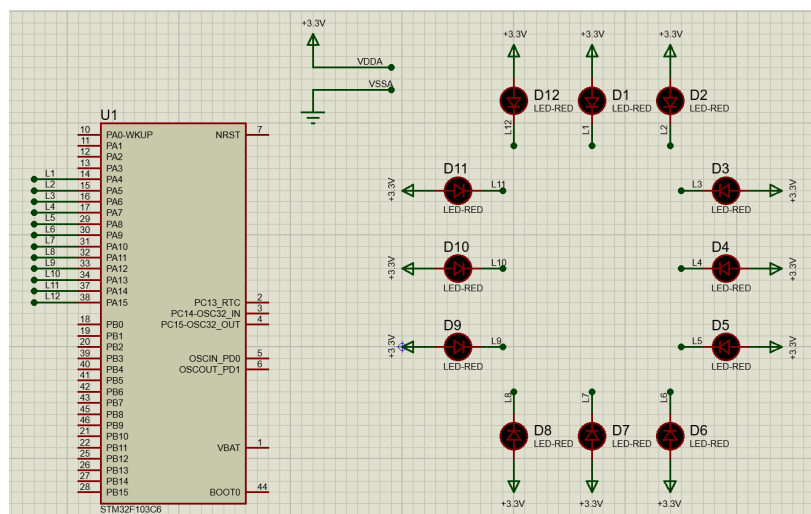 +3.3V
VDDA
VSSA
+3.3V
+3.3V
+3.3V
D12
LED-RED
L12
D1
LED-RED
L1
D2
LED-RED
L2
U1
10 PA0-WKUP NRST 7
11 PA1
12 PA2
13 PA3
L1 14 PA4
L2 15 PA5
L3 16 PA6
L4 17 PA7
L5 29 PA8
L6 30 PA9
L7 31 PA10
L8 32 PA11
L9 33 PA12
L10 34 PA13
L11 37 PA14
L12 38 PA15
PC13_RTC 2
PC14-OSC32_IN 3
PC15-OSC32_OUT 4
18 PB0
19 PB1
20 PB2
39 PB3
40 PB4
41 PB5
42 PB6
43 PB7
45 PB8
46 PB9
21 PB10
22 PB11
25 PB12
26 PB13
27 PB14
28 PB15
OSCIN_PD0 5
OSCOUT_PD1 6
VBAT 1
BOOT0 44
STM32F103C6
D11
+3.3V
L11
LED-RED
D3
L3
+3.3V
LED-RED
D10
+3.3V
L10
LED-RED
D4
L4
+3.3V
LED-RED
D9
+3.3V
L9
LED-RED
D5
L5
+3.3V
LED-RED
L8
D8
LED-RED
+3.3V
L7
D7
LED-RED
+3.3V
L6
D6
LED-RED
+3.3V